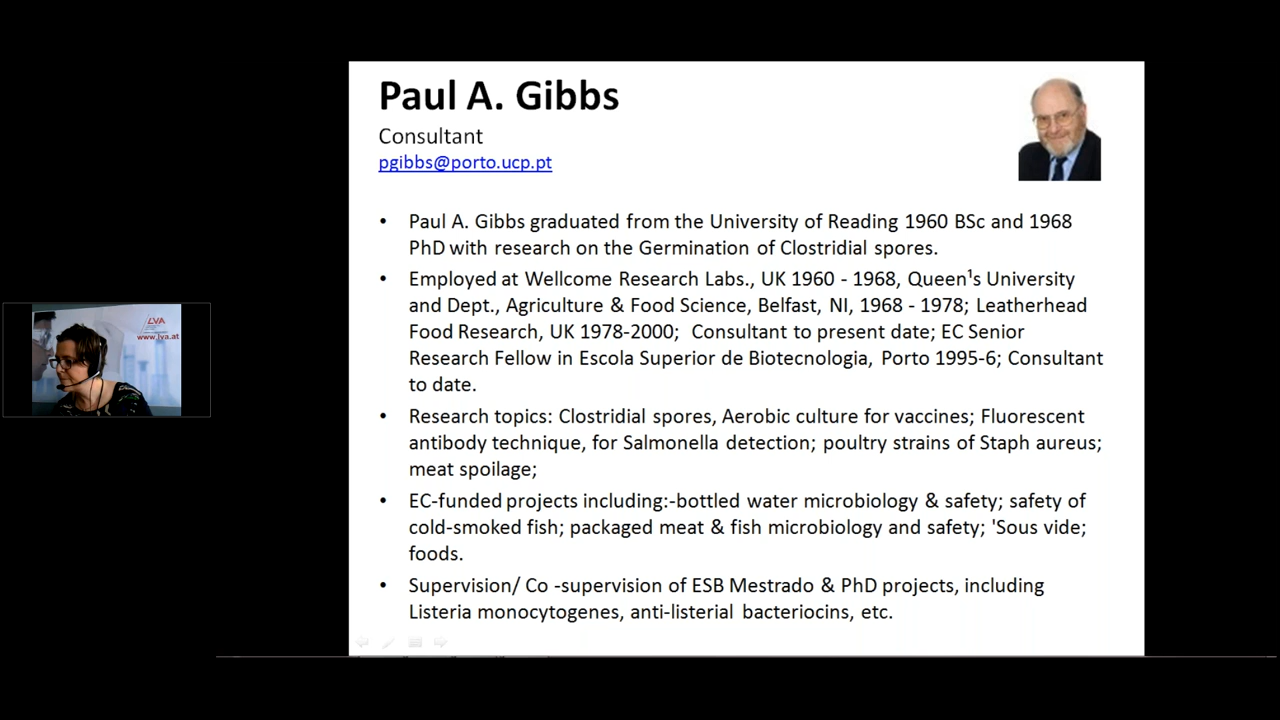 Paul A. Gibbs
Consultant
pgibbs@porto.ucp.pt
• Paul A. Gibbs graduated from the University of Reading 1960 BSc and 1968
PhD with research on the Germination of Clostridial spores.
• Employed at Wellcome Research Labs., UK 1960 - 1968, Queen¹s University
and Dept., Agriculture & Food Science, Belfast, NI, 1968 - 1978; Leatherhead
Food Research, UK 1978-2000; Consultant to present date; EC Senior
Research Fellow in Escola Superior de Biotecnologia, Porto 1995-6; Consultant
to date.
• Research topics: Clostridial spores, Aerobic culture for vaccines; Fluorescent
antibody technique, for Salmonella detection; poultry strains of Staph aureus;
meat spoilage;
• EC-funded projects including:-bottled water microbiology & safety; safety of
cold-smoked fish; packaged meat & fish microbiology and safety; 'Sous vide;
foods.
• Supervision/ Co -supervision of ESB Mestrado & PhD projects, including
Listeria monocytogenes, anti-listerial bacteriocins, etc.
LVA
www.lva.at